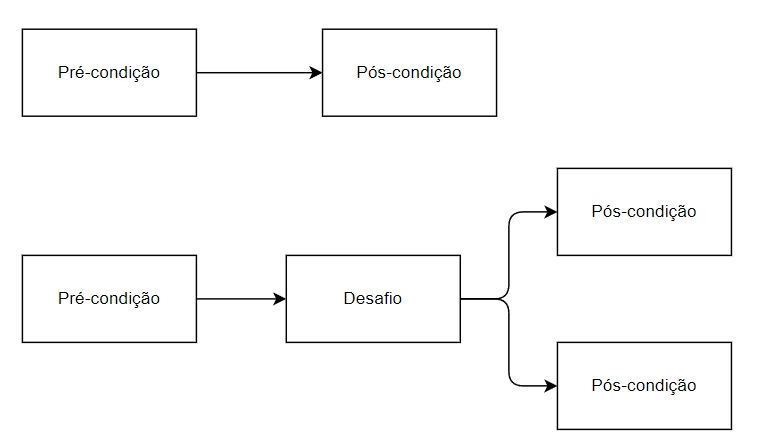 Pré-condição
Pós-condição
Pós-condição
Pré-condição
Desafio
Pós-condição